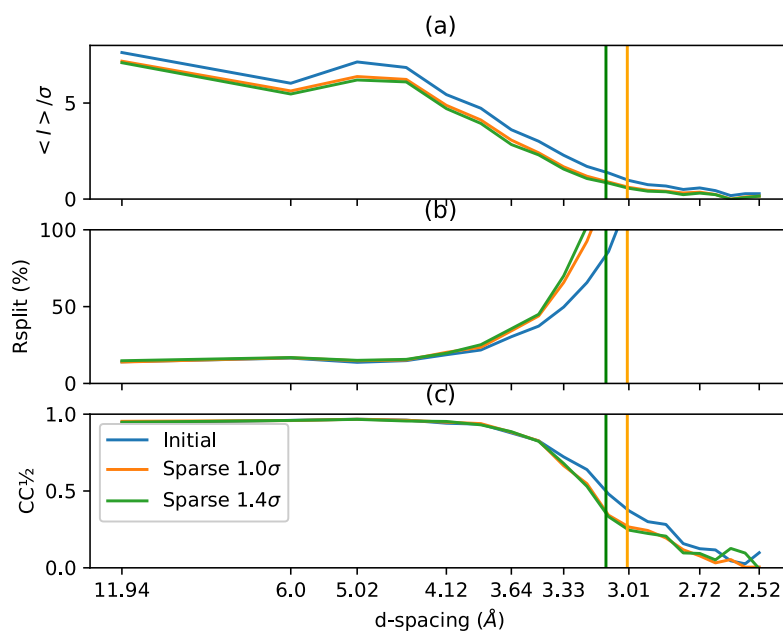 (a)
< I > /σ
5
0
(b)
Rsplit (%)
100
50
0
(c)
CC½
1.0
0.5
0.0
Initial
Sparse 1.0σ
Sparse 1.4σ
11.94 6.0 5.02 4.12 3.64 3.33 3.01 2.72 2.52
d-spacing (Å)